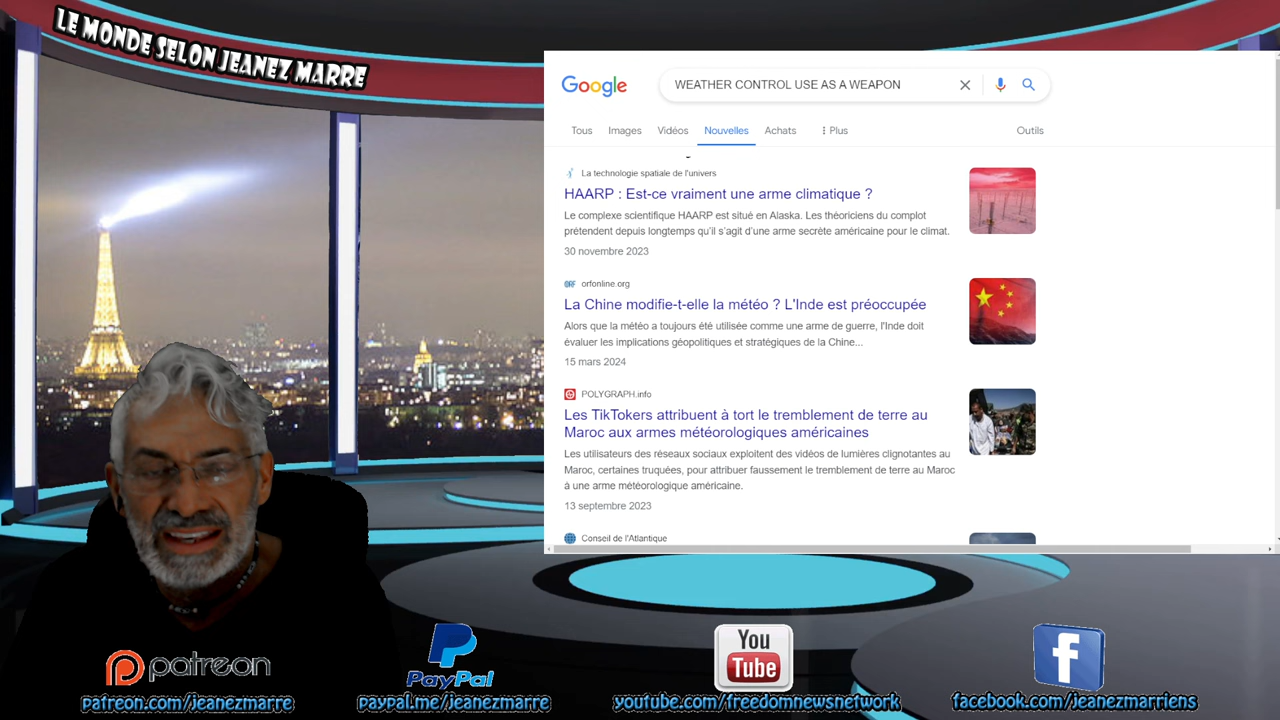 LE MONDE SELON JEANEZ MARRE
Google
WEATHER CONTROL USE AS A WEAPON
Tous Images Vidéos Nouvelles Achats Plus Outils
La technologie spatiale de l'univers
HAARP : Est-ce vraiment une arme climatique ?
Le complexe scientifique HAARP est situé en Alaska. Les théoriciens du complot
prétendent depuis longtemps qu'il s'agit d'une arme secrète américaine pour le climat.
30 novembre 2023
orfonline.org
La Chine modifie-t-elle la météo ? L'Inde est préoccupée
Alors que la météo a toujours été utilisée comme une arme de guerre, l'Inde doit
évaluer les implications géopolitiques et stratégiques de la Chine...
15 mars 2024
POLYGRAPH.info
Les TikTokers attribuent à tort le tremblement de terre au
Maroc aux armes météorologiques américaines
Les utilisateurs des réseaux sociaux exploitent des vidéos de lumières clignotantes au
Maroc, certaines truquées, pour attribuer faussement le tremblement de terre au Maroc
à une arme météorologique américaine.
13 septembre 2023
Conseil de l'Atlantique
patreon
PayPal
You
Tube
patreon.com/jeanezmarre
paypal.me/jeanezmarre
youtube.com/freedomnewsnetwork
facebook.com/jeanezmarriens